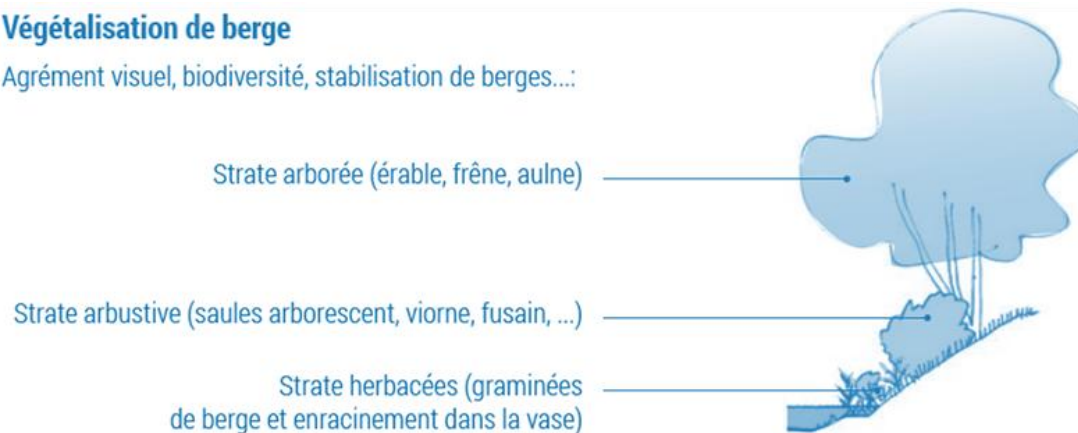 Végétalisation de berge
Agrément visuel, biodiversité, stabilisation de berges...:
Strate arborée (érable, frêne, aulne)
Strate arbustive (saules arborescent, viorne, fusain, ...)
Strate herbacées (graminées
de berge et enracinement dans la vase)